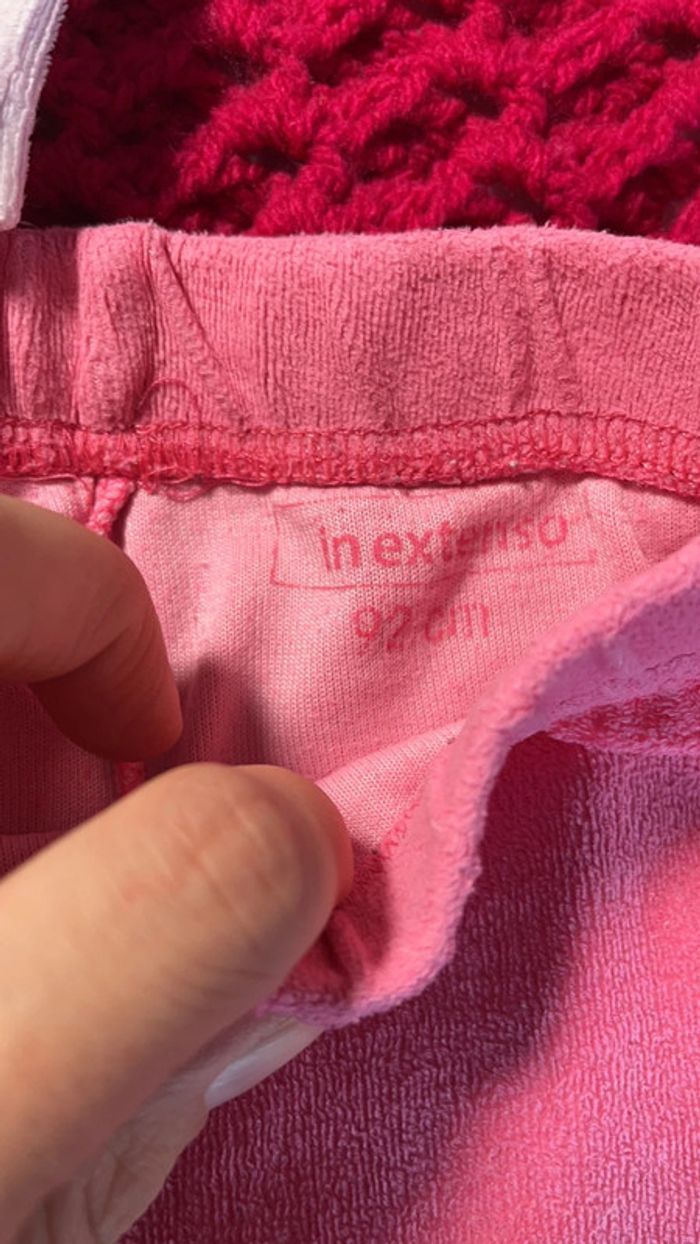 in extenso
92 cm